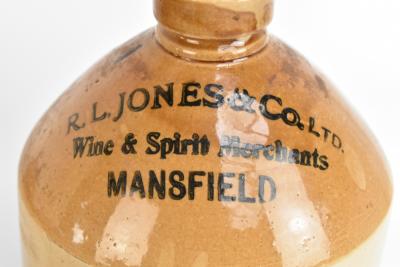 R. L. JONES & CO. LTD.
Wine & Spirit Merchants
MANSFIELD